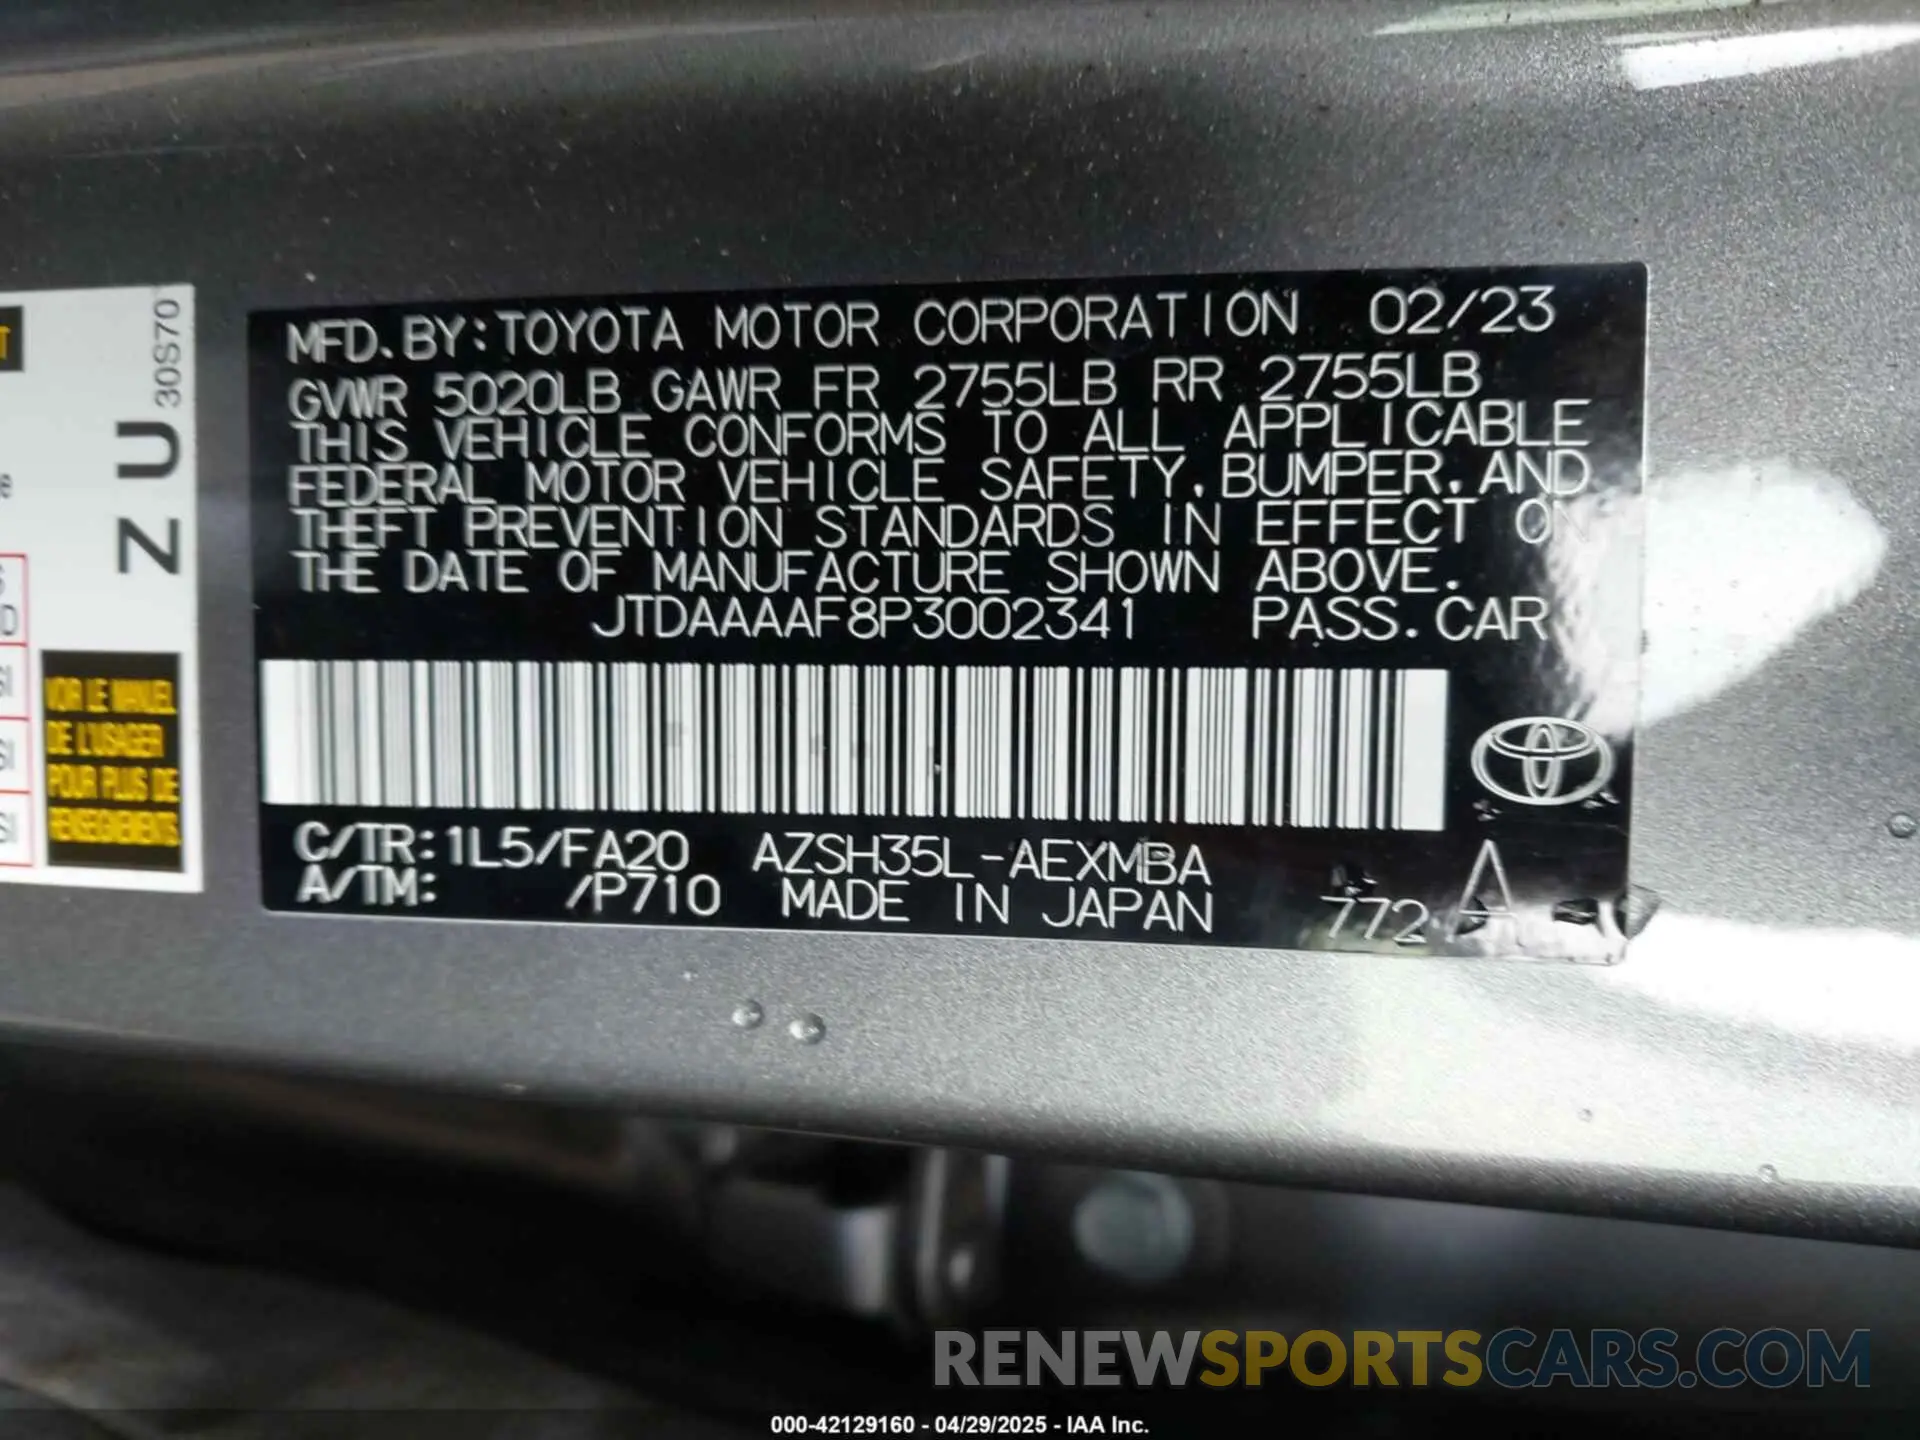 MFD. BY: TOYOTA MOTOR CORPORATION 02/23
GVWR 5020LB GAWR FR 2755LB RR 2755LB
THIS VEHICLE CONFORMS TO ALL APPLICABLE
FEDERAL MOTOR VEHICLE SAFETY, BUMPER, AND
THEFT PREVENTION STANDARDS IN EFFECT ON
THE DATE OF MANUFACTURE SHOWN ABOVE.
JTDAAAAF8P3002341 PASS. CAR
C/TR: 1L5/FA20 AZSH35L-AEXMBA
A/TM: /P710 MADE IN JAPAN 772 A
ZU 30S70
VOIR LE MANUEL
DE L'USAGER
POUR PLUS DE
RENSEIGNEMENTS
RENEWSPORTSCARS.COM
000-42129160 - 04/29/2025 - IAA Inc.